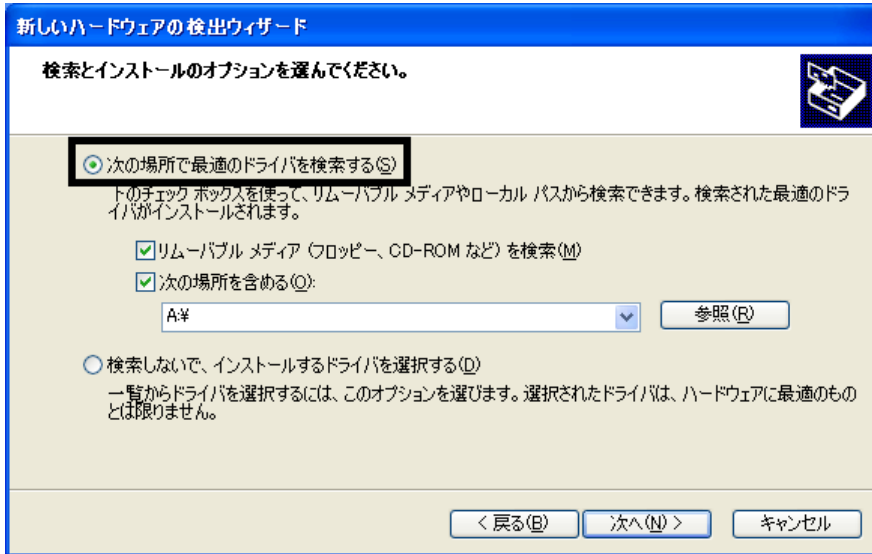 新しいハードウェアの検出ウィザード
検索とインストールのオプションを選んでください。
次の場所で最適のドライバを検索する(S)
下のチェック ボックスを使って、リムーバブル メディアやローカル パスから検索できます。検索された最適のドラ
イバがインストールされます。
リムーバブル メディア (フロッピー、CD-ROM など) を検索(M)
次の場所を含める(O):
A:¥
参照(R)
検索しないで、インストールするドライバを選択する(D)
一覧からドライバを選択するには、このオプションを選びます。選択されたドライバは、ハードウェアに最適のもの
とは限りません。
< 戻る(B)
次へ(N) >
キャンセル